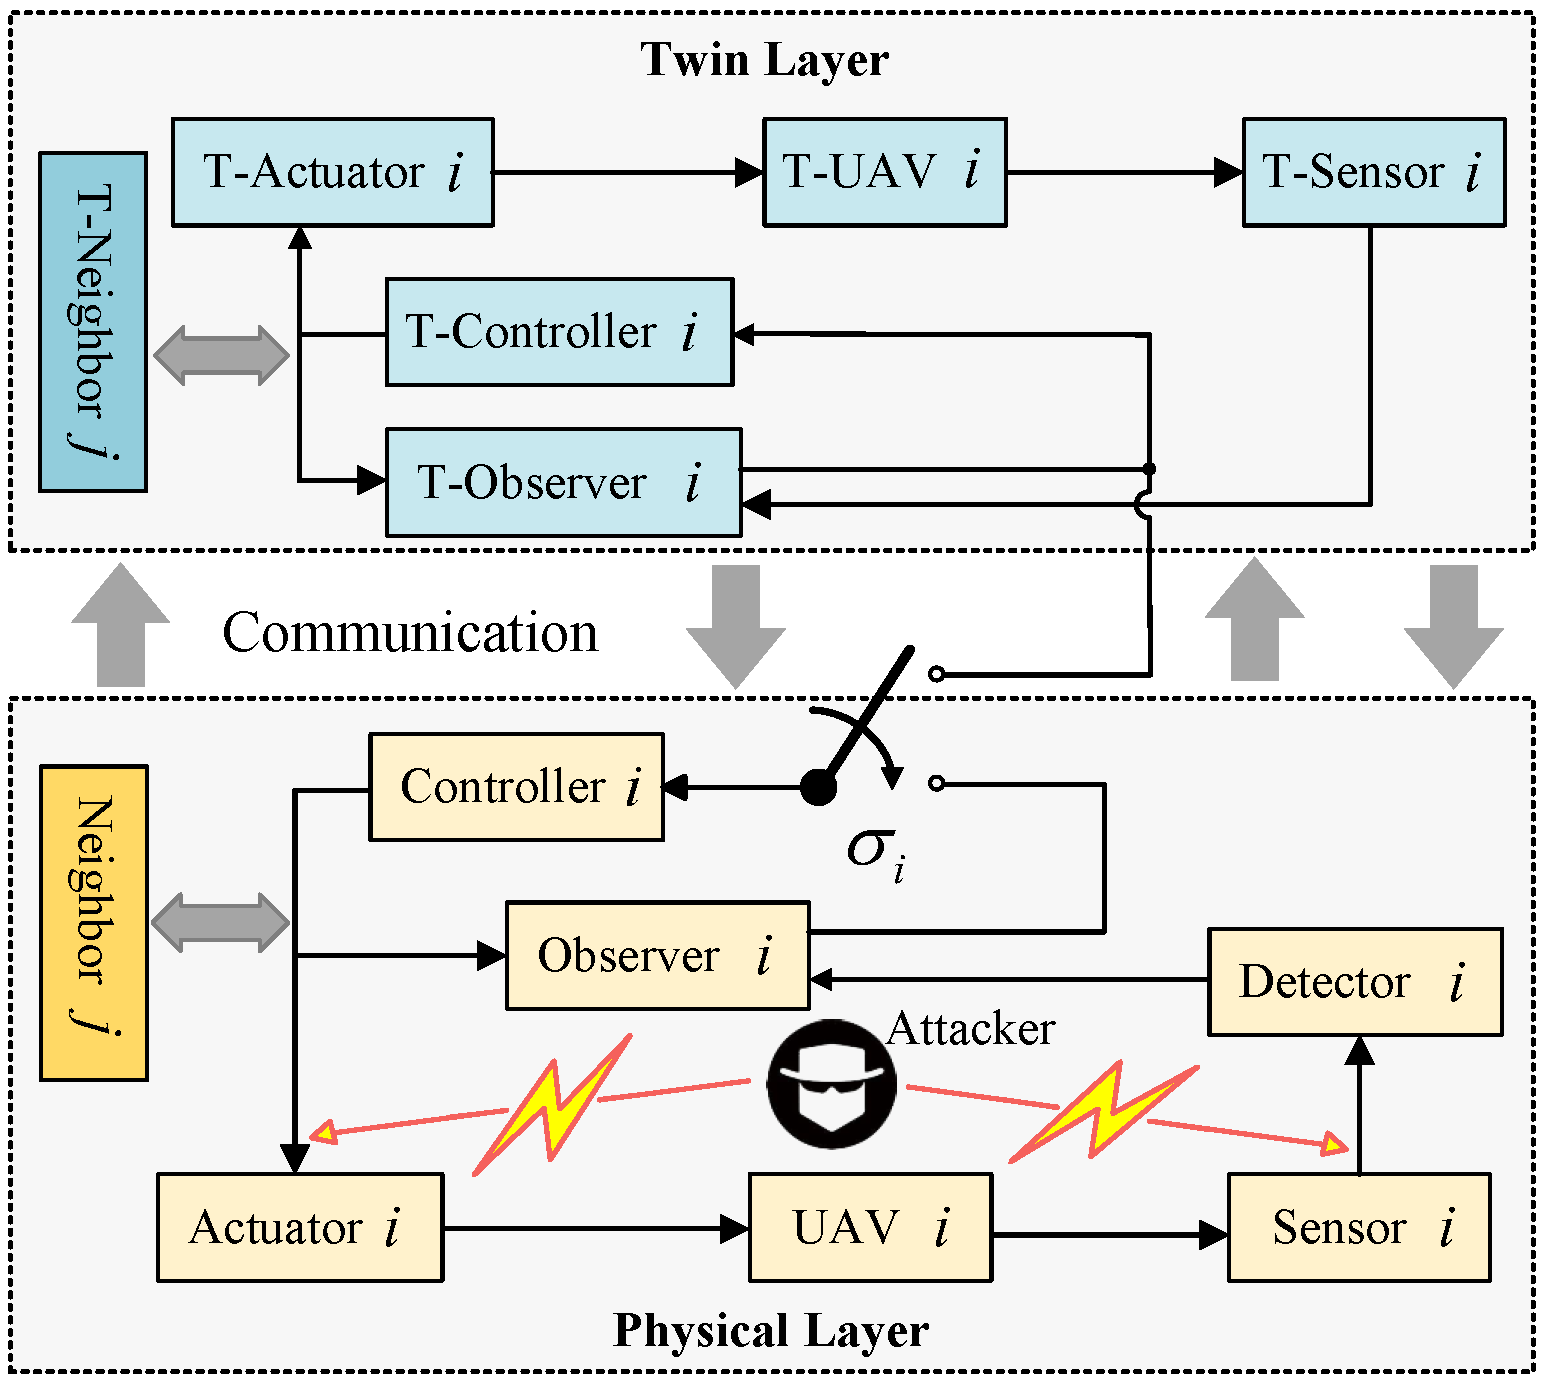 Twin Layer
T-Actuator i
T-UAV i
T-Sensor i
T-Neighbor j
T-Controller i
T-Observer i
Communication
Controller i
σi
Neighbor j
Observer i
Detector i
Attacker
Actuator i
UAV i
Sensor i
Physical Layer